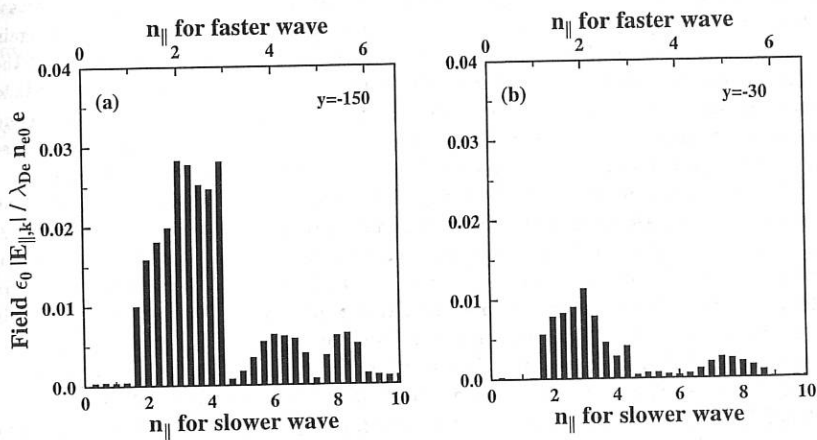 n|| for faster wave
0 2 4 6
0.04
0.03
0.02
0.01
0.0
Field ϵ0 |E||,k| / λDe ne0 e
(a) y=-150
0 2 4 6 8 10
n|| for slower wave
n|| for faster wave
0 2 4 6
0.04
0.03
0.02
0.01
0.0
(b) y=-30
0 2 4 6 8 10
n|| for slower wave